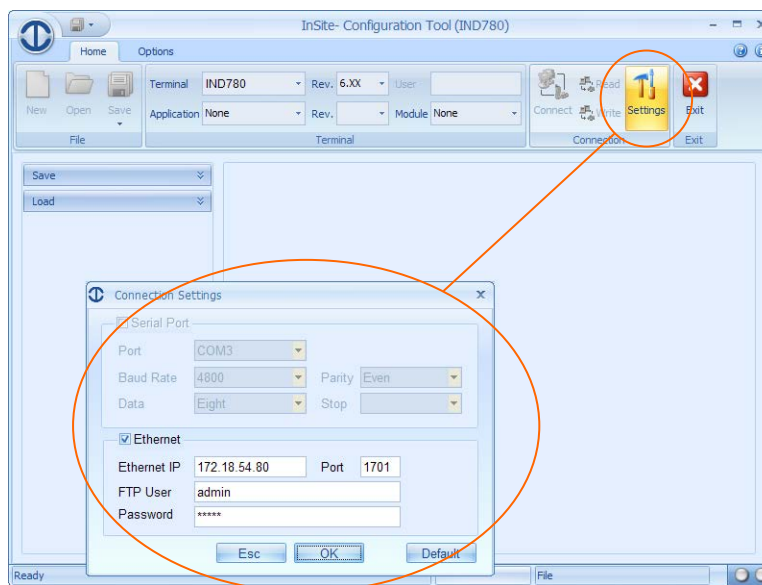 InSite- Configuration Tool (IND780)
Home Options
New Open Save
File
Terminal IND780 Rev. 6.XX User
Application None Rev. Module None
Terminal
Connect Read Write Settings
Connection
Exit
Exit
Save
Load
Connection Settings
Serial Port
Port COM3
Baud Rate 4800 Parity Even
Data Eight Stop
Ethernet
Ethernet IP 172.18.54.80 Port 1701
FTP User admin
Password *****
Esc OK Default
Ready File